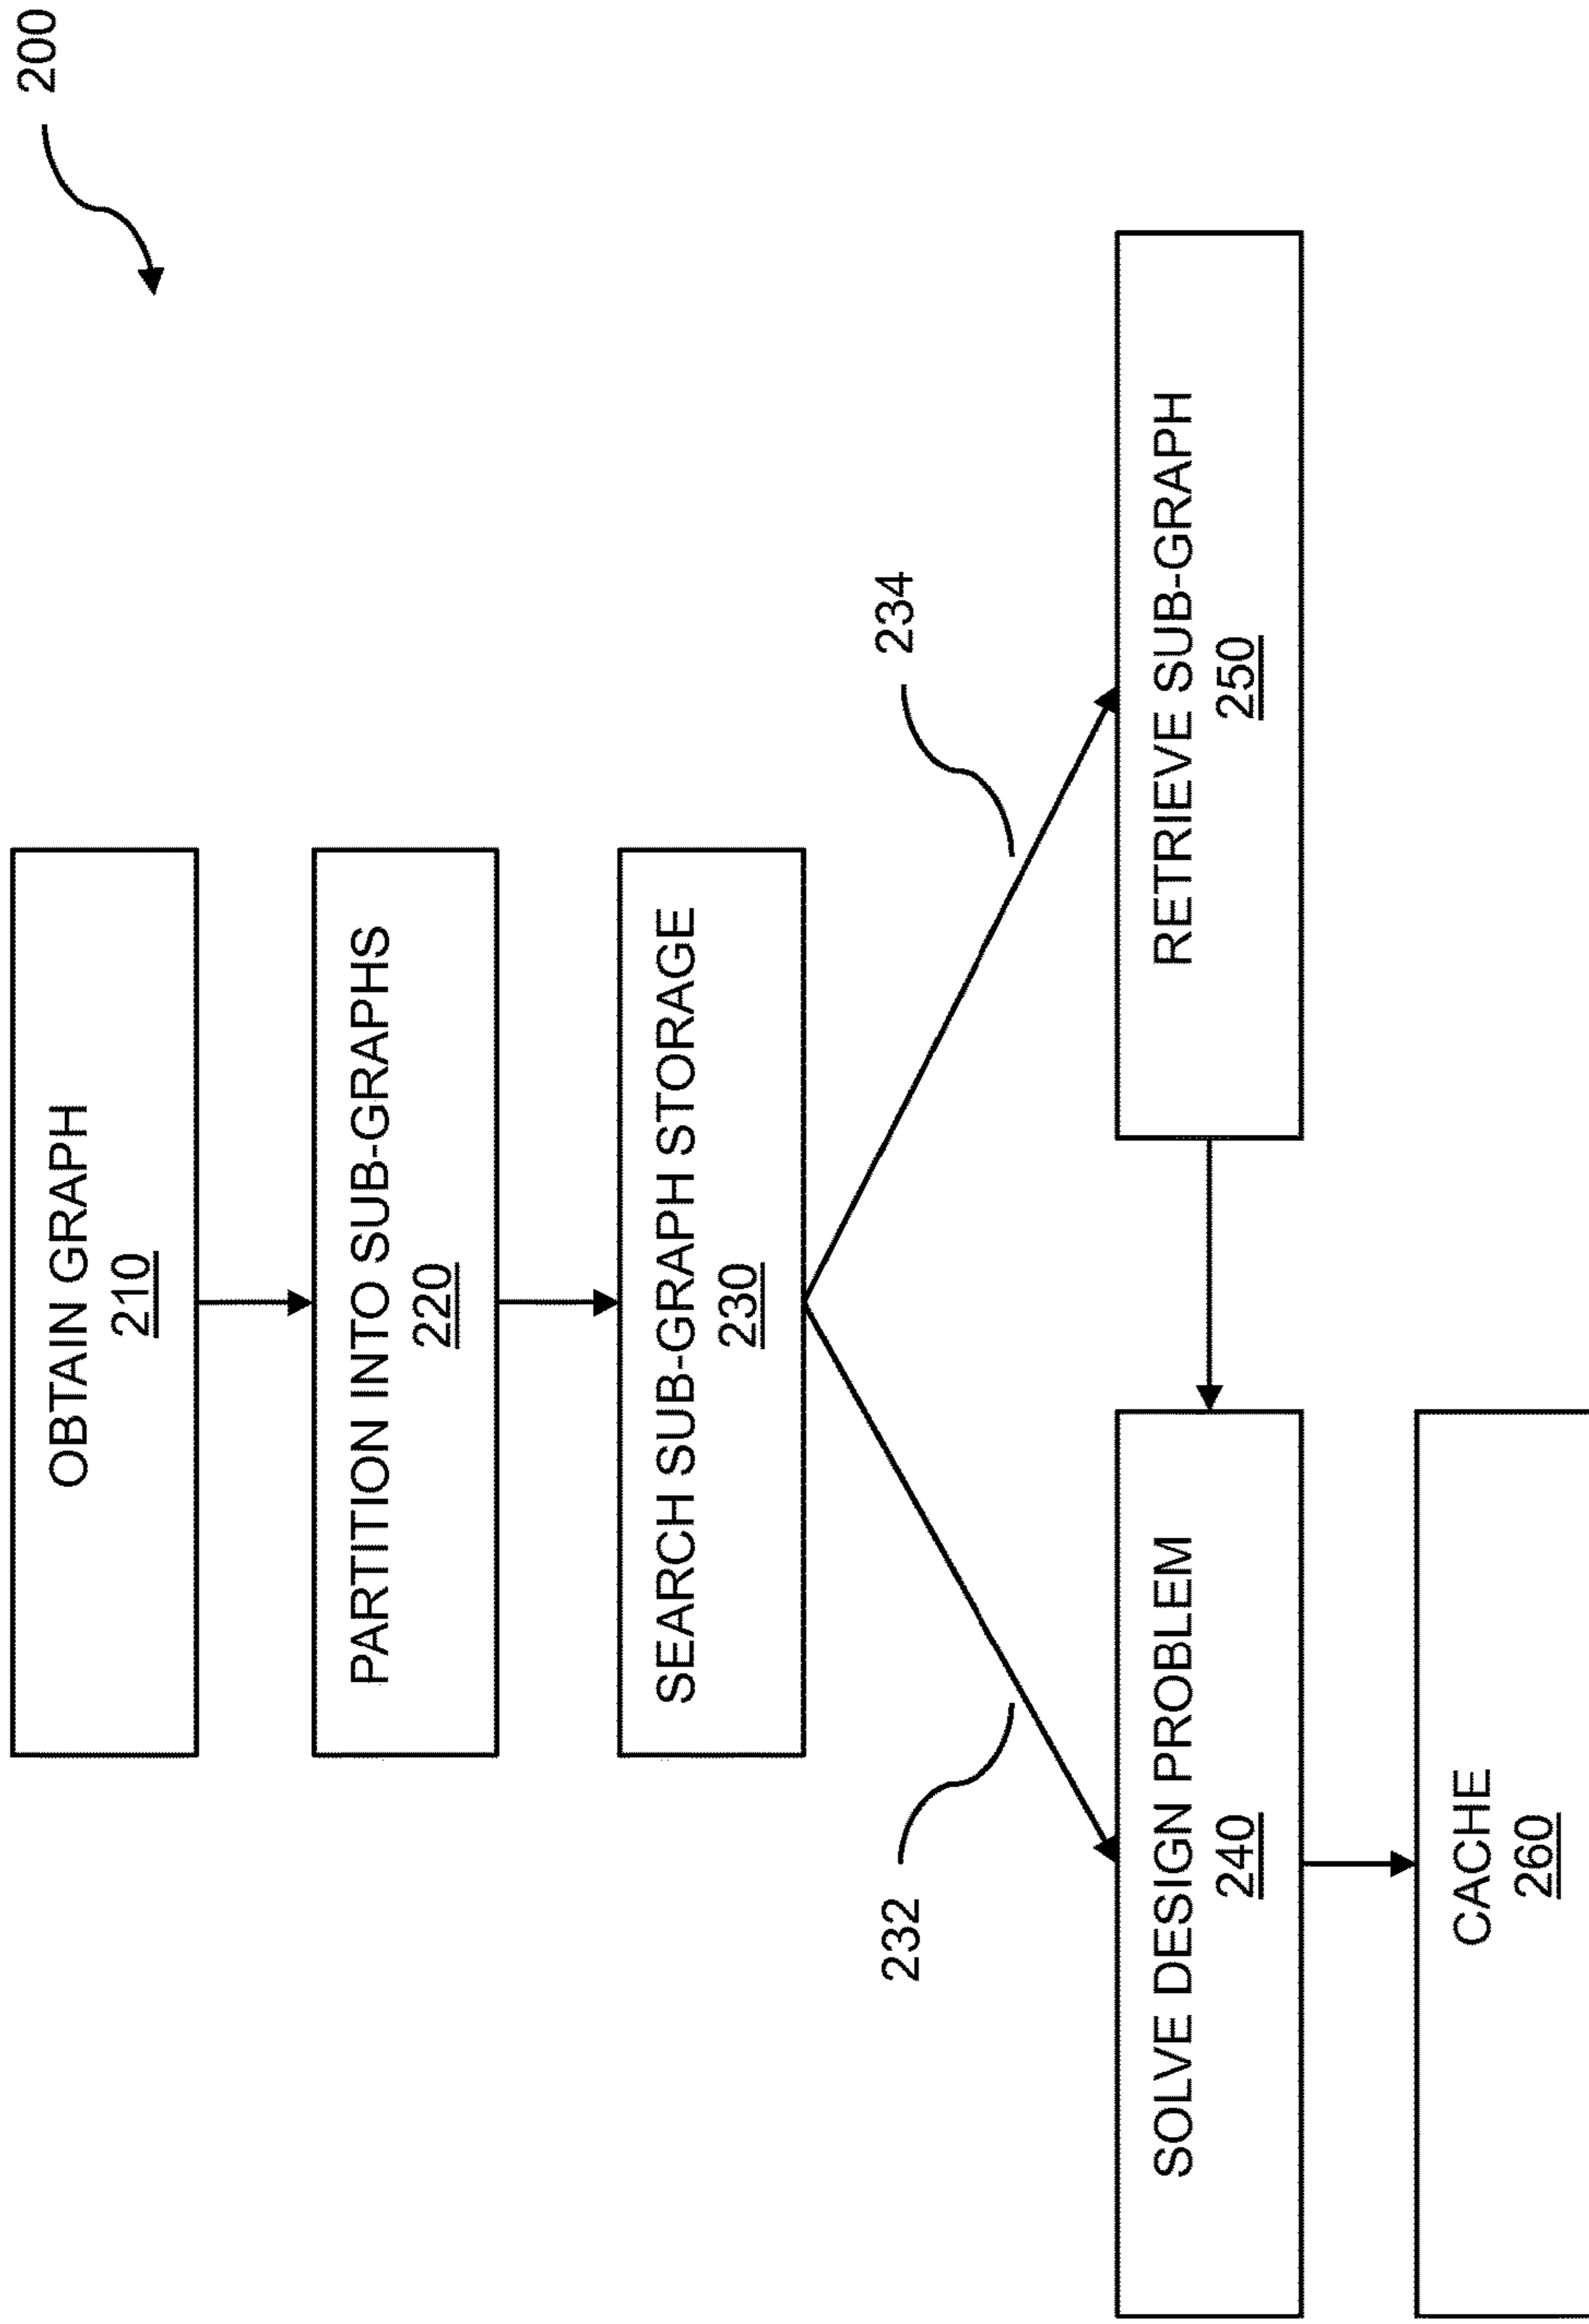 200
OBTAIN GRAPH
210
PARTITION INTO SUB-GRAPHS
220
SEARCH SUB-GRAPH STORAGE
230
232
234
SOLVE DESIGN PROBLEM
240
RETRIEVE SUB-GRAPH
250
CACHE
260